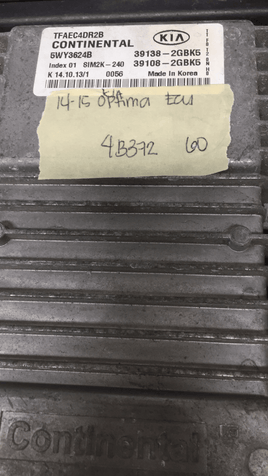 TFAEC4DR2B
CONTINENTAL
KIA
5WY3624B
39138-2GBK5
Index 01 SIM2K-240
39108-2GBK5
K 14.10.13/1 0056 Made In Korea
14-15 Optima ECU
4B372 60
Continental